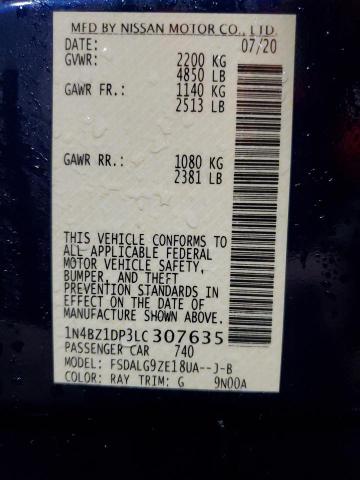 MFD BY NISSAN MOTOR CO., LTD.
DATE: 07/20
GVWR: 2200 KG
4850 LB
GAWR FR.: 1140 KG
2513 LB
GAWR RR.: 1080 KG
2381 LB
THIS VEHICLE CONFORMS TO
ALL APPLICABLE FEDERAL
MOTOR VEHICLE SAFETY,
BUMPER, AND THEFT
PREVENTION STANDARDS IN
EFFECT ON THE DATE OF
MANUFACTURE SHOWN ABOVE.
1N4BZ1DP3LC307635
PASSENGER CAR 740
MODEL: FSDALG9ZE18UA--J-B
COLOR: RAY TRIM: G 9N00A